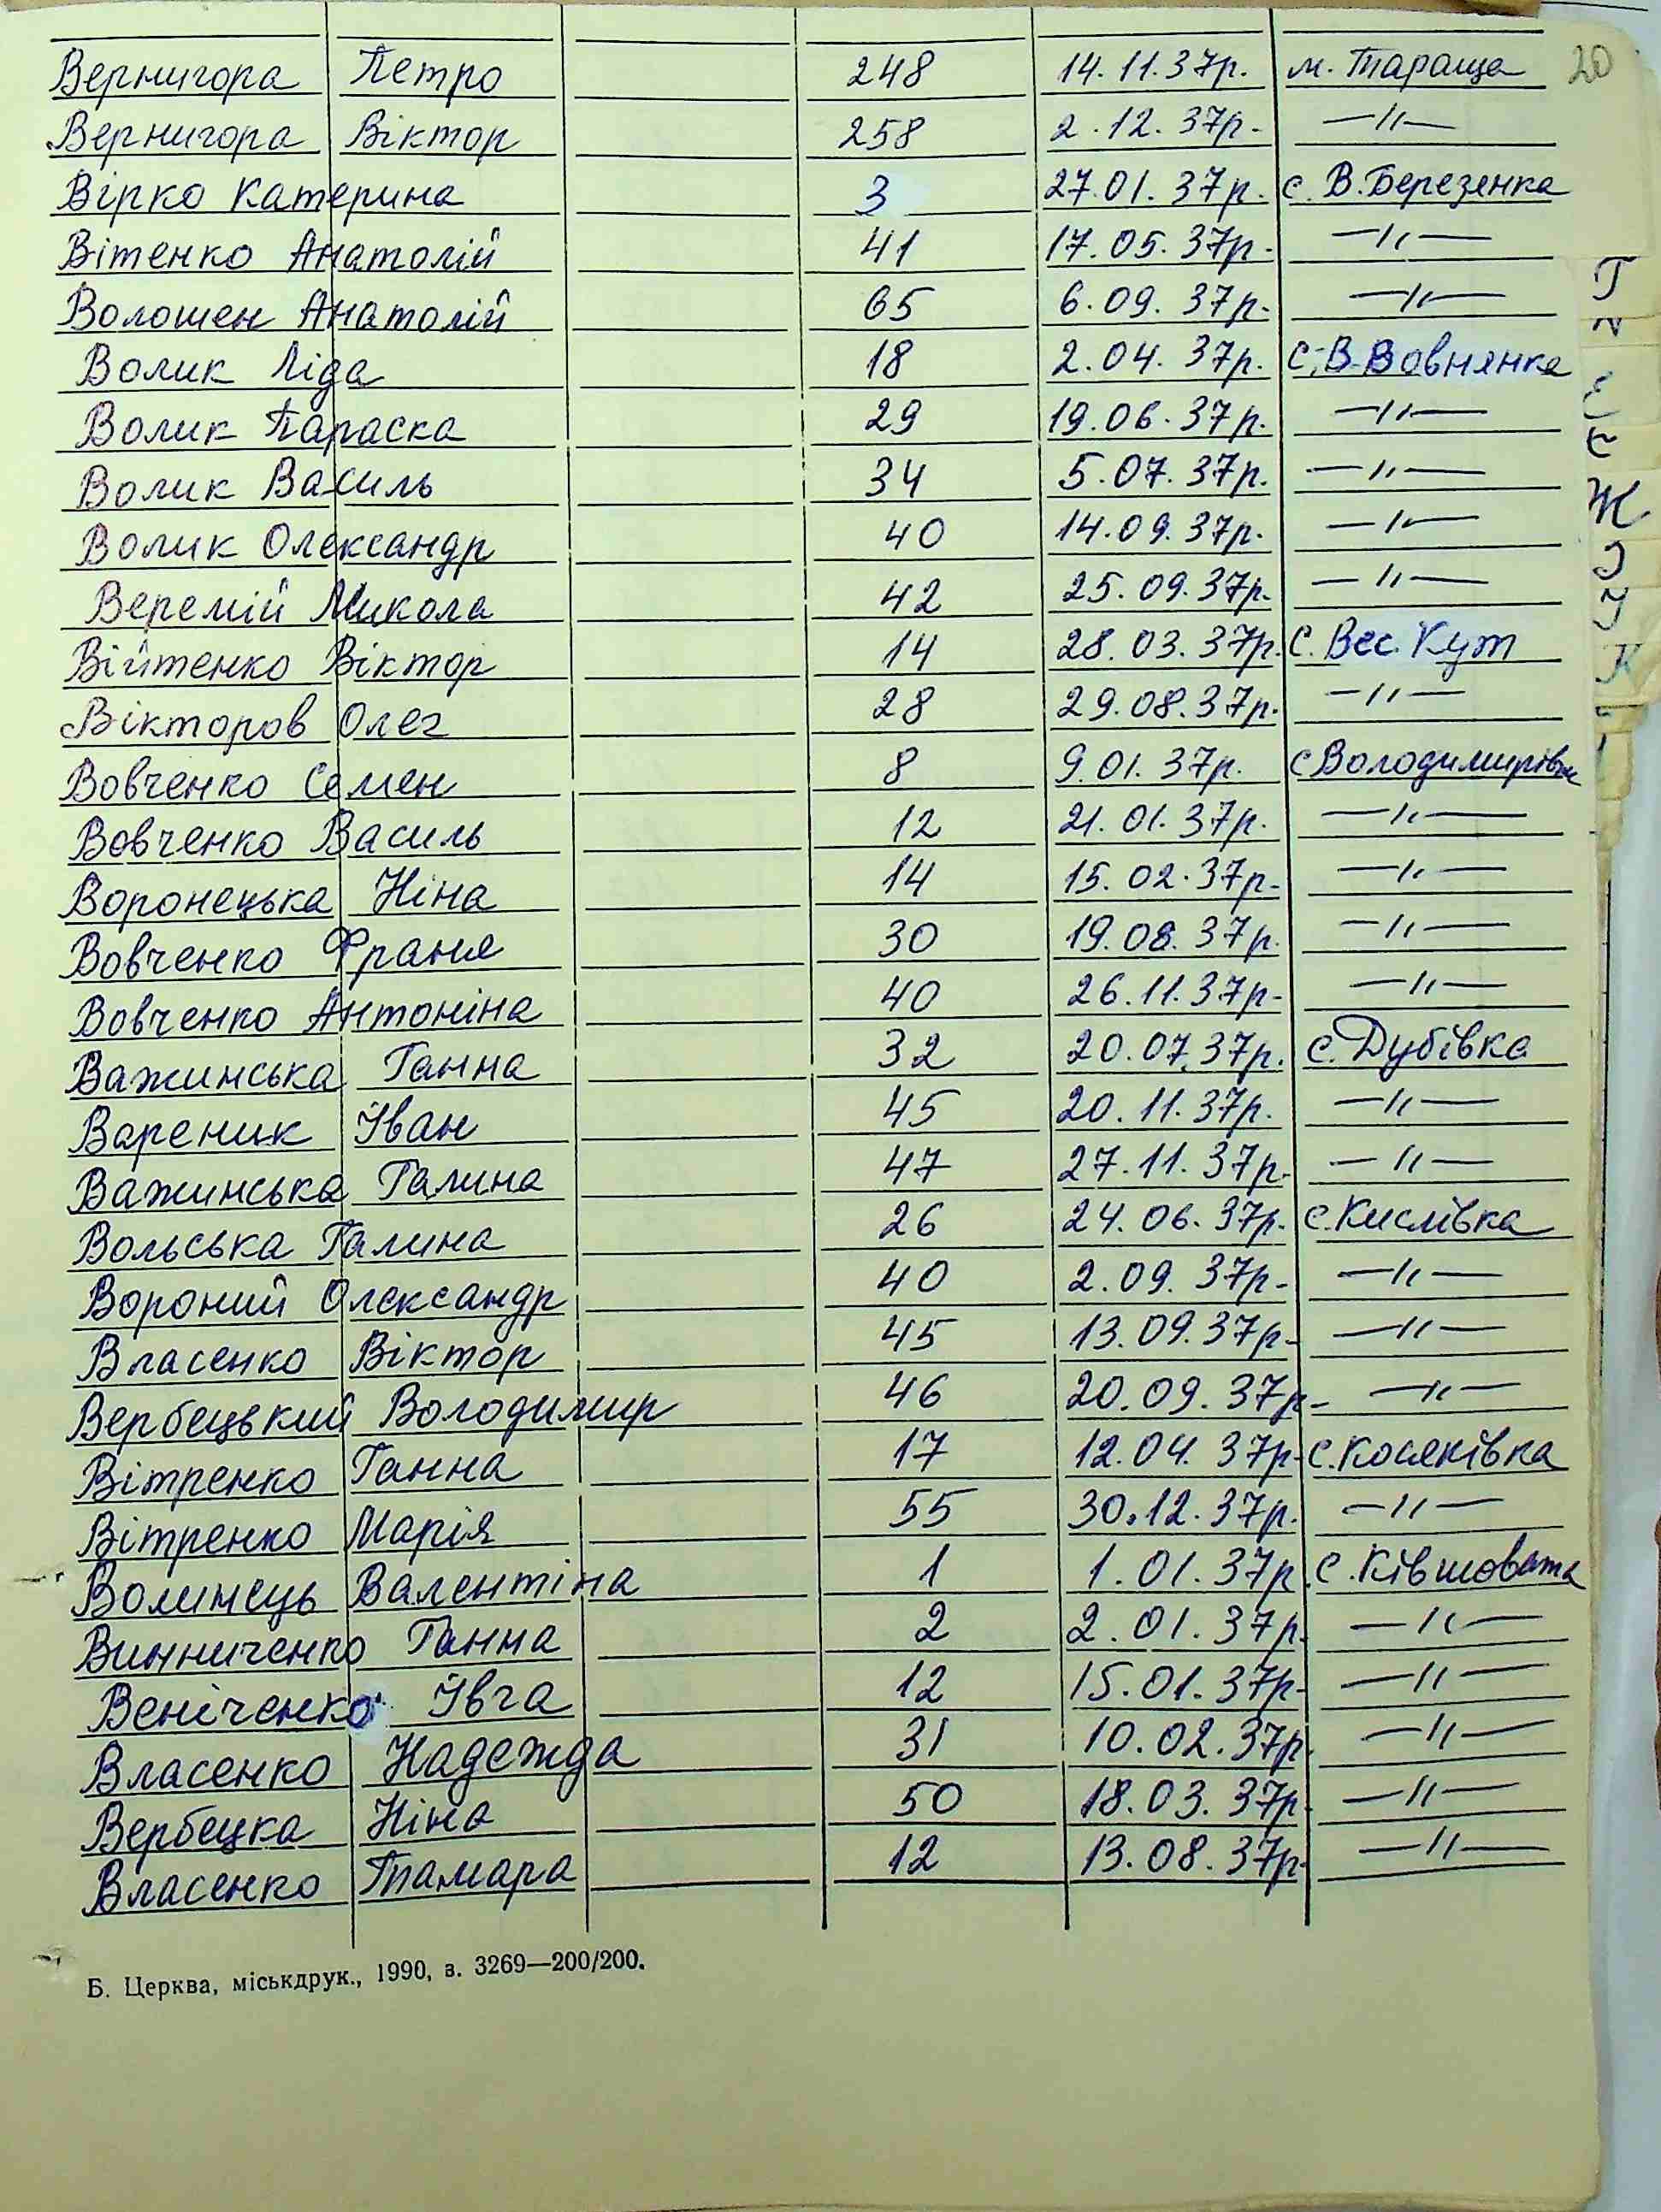 20
Вернигора Петро 248 14.11.37р. м. Тараща
Вернигора Віктор 258 2.12.37р. —"—
Вірко Катерина 3 27.01.37р. с. В.Березенка
Вітенко Анатолій 41 17.05.37р. —"—
Волошен Анатолій 65 6.09.37р. —"—
Волик Ліда 18 2.04.37р. с. В-Вовнянка
Волик Параска 29 19.06.37р. —"—
Волик Василь 34 5.07.37р. —"—
Волик Олександр 40 14.09.37р. —"—
Веремій Микола 42 25.09.37р. —"—
Війтенко Віктор 14 28.03.37р. с. Вес. Кут
Вікторов Олег 28 29.08.37р. —"—
Вовченко Семен 8 9.01.37р. с Володимирівка
Вовченко Василь 12 21.01.37р. —"—
Воронецька Ніна 14 15.02.37р. —"—
Вовченко Франя 30 19.08.37р. —"—
Вовченко Антоніна 40 26.11.37р. —"—
Важинська Ганна 32 20.07.37р. с. Дубівка
Вареник Іван 45 20.11.37р. —"—
Важинська Галина 47 27.11.37р. —"—
Вольська Галина 26 24.06.37р. с. Кислівка
Вороний Олександр 40 2.09.37р. —"—
Власенко Віктор 45 13.09.37р. —"—
Вербецький Володимир 46 20.09.37р. —"—
Вітренко Ганна 17 12.04.37р. с. Косяківка
Вітренко Марія 55 30.12.37р. —"—
Волинець Валентіна 1 1.01.37р. с. Ківшовата
Винниченко Ганна 2 2.01.37р. —"—
Веніченко Івга 12 15.01.37р. —"—
Власенко Надежда 31 10.02.37р. —"—
Вербецка Ніна 50 18.03.37р. —"—
Власенко Тамара 12 13.08.37р. —"—
Б. Церква, міськдрук., 1990, з. 3269—200/200.
Ж
К